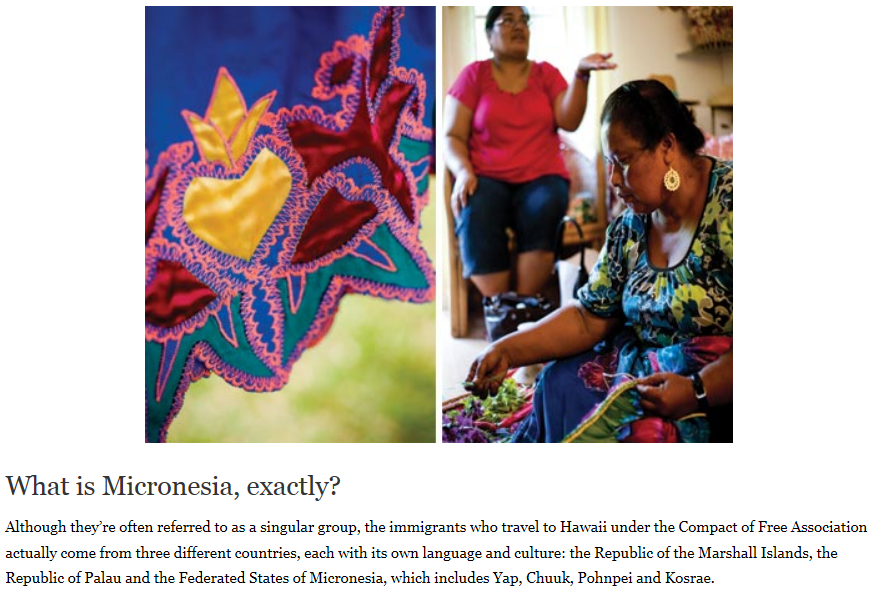 What is Micronesia, exactly?
Although they’re often referred to as a singular group, the immigrants who travel to Hawaii under the Compact of Free Association
actually come from three different countries, each with its own language and culture: the Republic of the Marshall Islands, the
Republic of Palau and the Federated States of Micronesia, which includes Yap, Chuuk, Pohnpei and Kosrae.